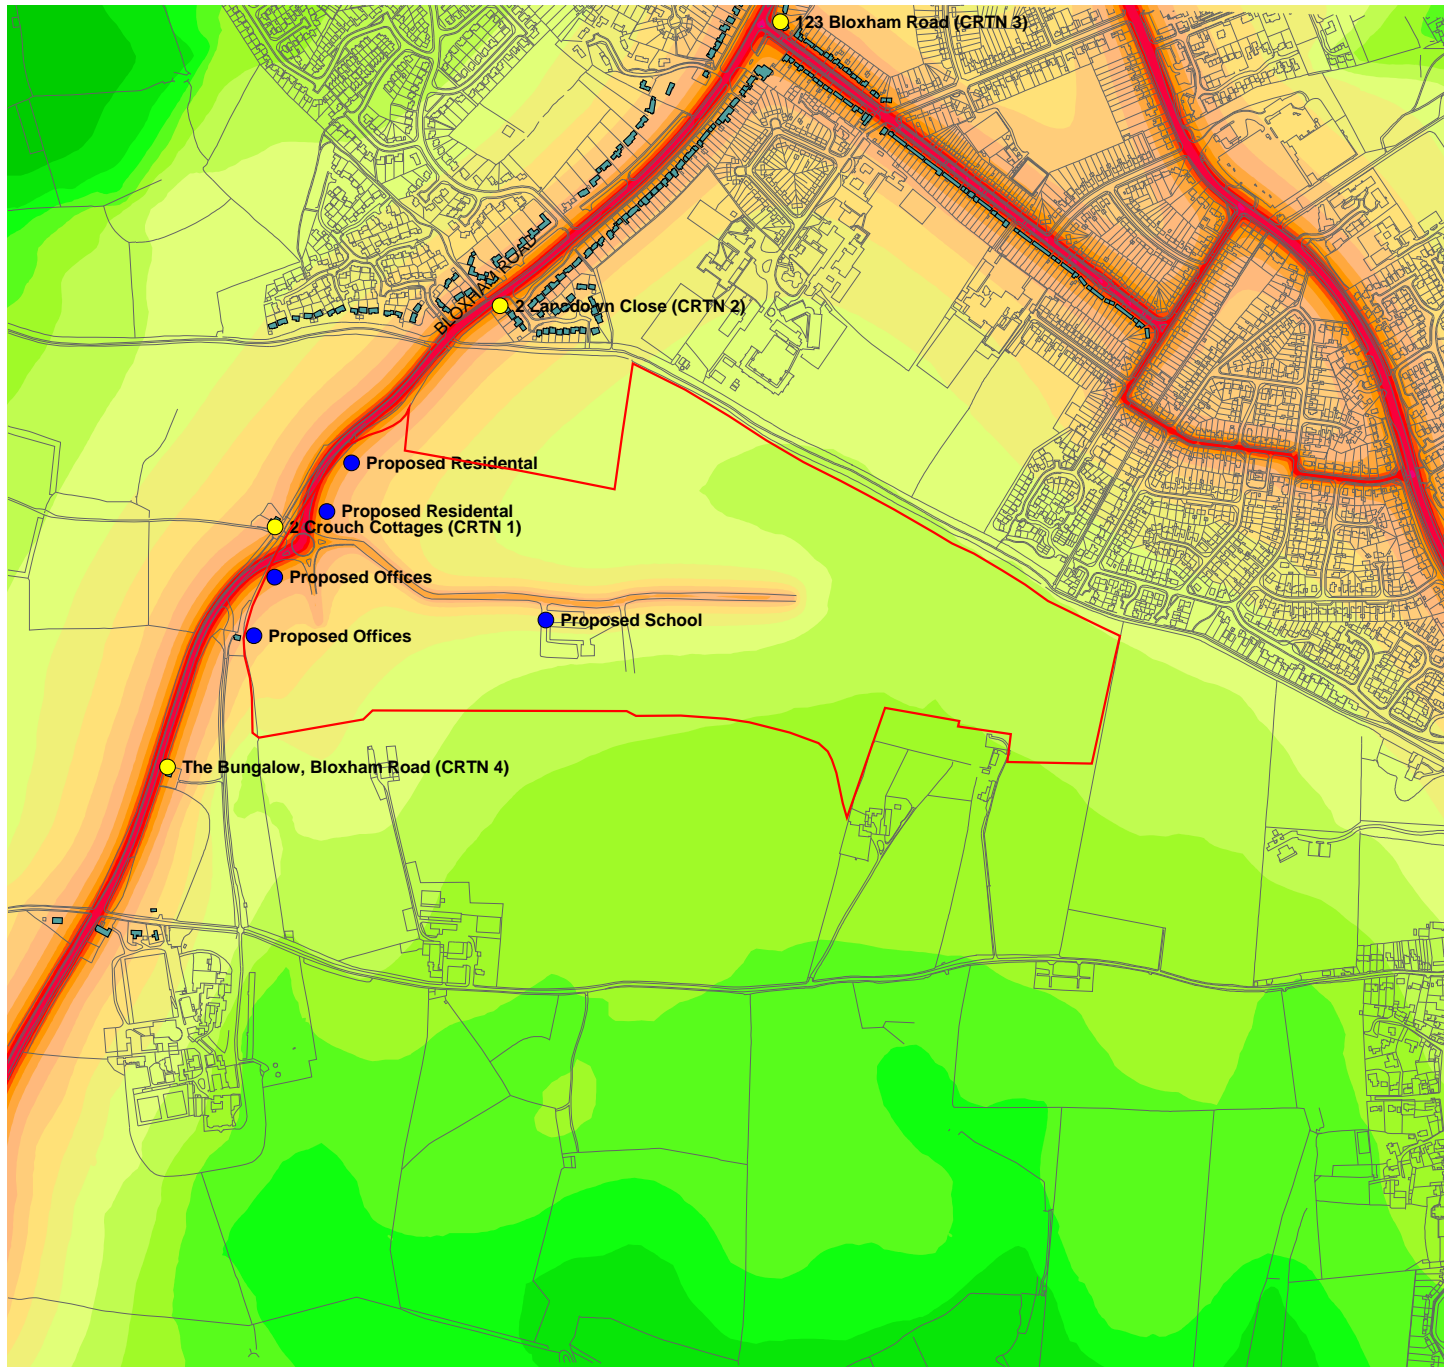 123 Bloxham Road (CRTN 3)
BLOXHAM ROAD
2 Lansdown Close (CRTN 2)
Proposed Residental
Proposed Residental
2 Crouch Cottages (CRTN 1)
Proposed Offices
Proposed School
Proposed Offices
The Bungalow, Bloxham Road (CRTN 4)